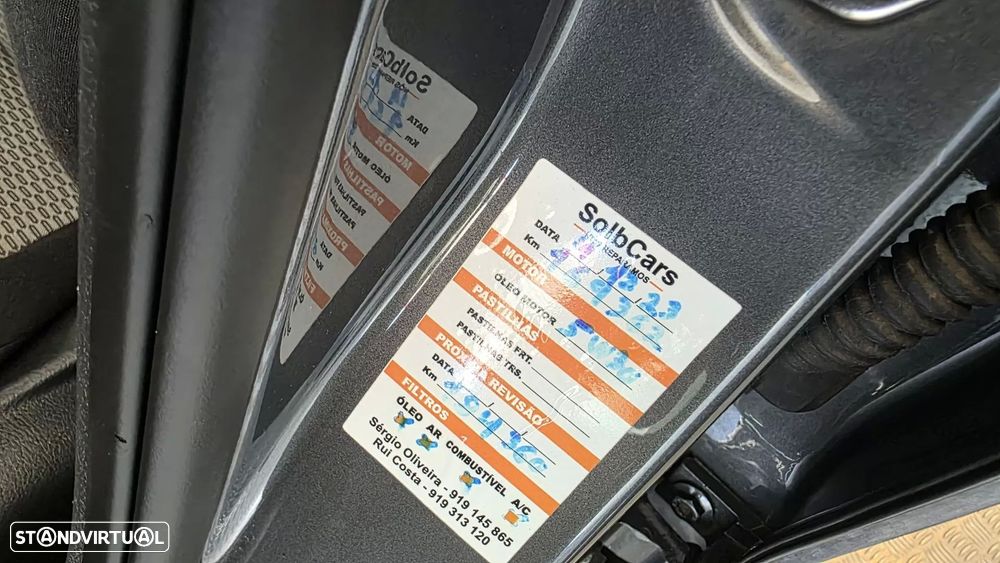 SolbCars
REPARAMOS
DATA
Km
MOTOR
ÓLEO MOTOR 5W30
PASTILHAS
PASTILHAS FRT.
PASTILHAS TRS.
PRÓXIMA REVISÃO
DATA
Km
FILTROS
ÓLEO AR COMBUSTÍVEL A/C
Sérgio Oliveira - 919 145 865
Rui Costa - 919 313 120
STANDVIRTUAL